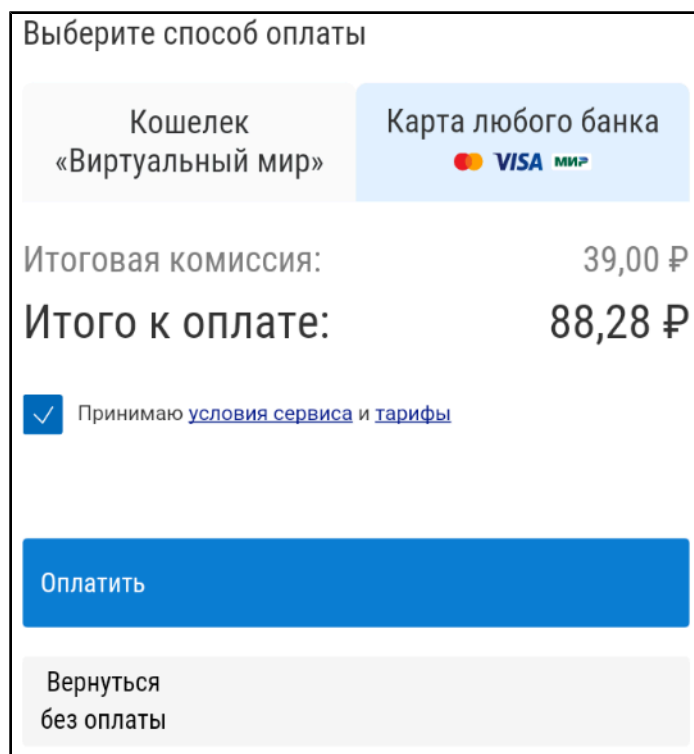 Выберите способ оплаты
Кошелек
«Виртуальный мир»
Карта любого банка
VISA МИР
Итоговая комиссия: 39,00 ₽
Итого к оплате: 88,28 ₽
Принимаю условия сервиса и тарифы
Оплатить
Вернуться
без оплаты